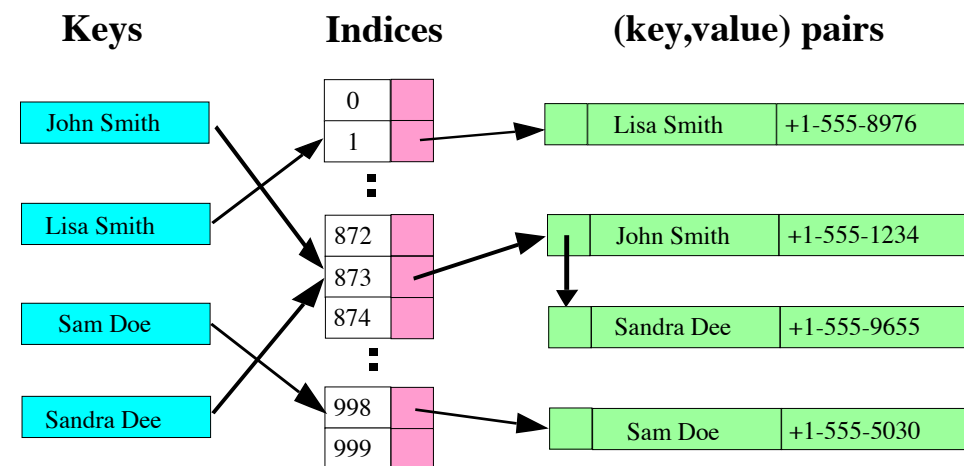 Keys
Indices
(key,value) pairs
John Smith
Lisa Smith
Sam Doe
Sandra Dee
0
1
872
873
874
998
999
Lisa Smith +1-555-8976
John Smith +1-555-1234
Sandra Dee +1-555-9655
Sam Doe +1-555-5030